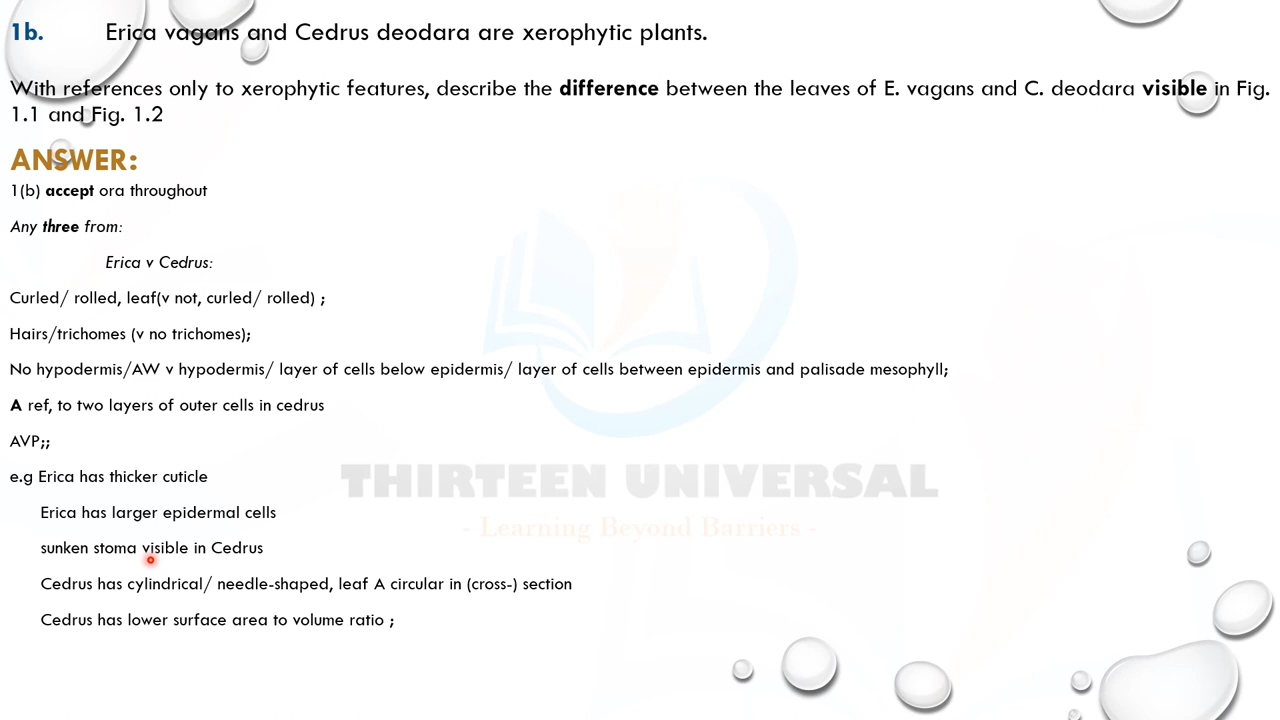 1b. Erica vagans and Cedrus deodara are xerophytic plants.
With references only to xerophytic features, describe the difference between the leaves of E. vagans and C. deodara visible in Fig.
1.1 and Fig. 1.2
ANSWER:
1(b) accept ora throughout
Any three from:
Erica v Cedrus:
Curled/ rolled, leaf(v not, curled/ rolled) ;
Hairs/trichomes (v no trichomes);
No hypodermis/AW v hypodermis/ layer of cells below epidermis/ layer of cells between epidermis and palisade mesophyll;
A ref, to two layers of outer cells in cedrus
AVP;;
e.g Erica has thicker cuticle
Erica has larger epidermal cells
sunken stoma visible in Cedrus
Cedrus has cylindrical/ needle-shaped, leaf A circular in (cross-) section
Cedrus has lower surface area to volume ratio ;
THIRTEEN UNIVERSAL
- Learning Beyond Barriers -